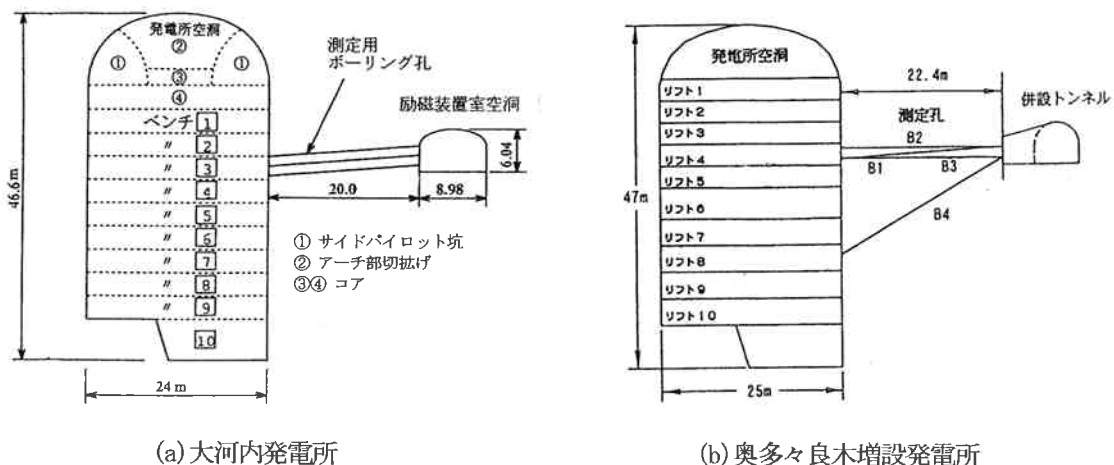 発電所空洞
②
①
①
③
④
ベンチ 1
〃 2
〃 3
〃 4
〃 5
〃 6
〃 7
〃 8
〃 9
10
46.6m
24m
測定用
ボーリング孔
励磁装置室空洞
6.04
20.0
8.98
① サイドパイロット坑
② アーチ部切拡げ
③④ コア
(a) 大河内発電所
発電所空洞
リフト1
リフト2
リフト3
リフト4
リフト5
リフト6
リフト7
リフト8
リフト9
リフト10
47m
25m
22.4m
測定孔
併設トンネル
B2
B1
B3
B4
(b) 奥多々良木増設発電所